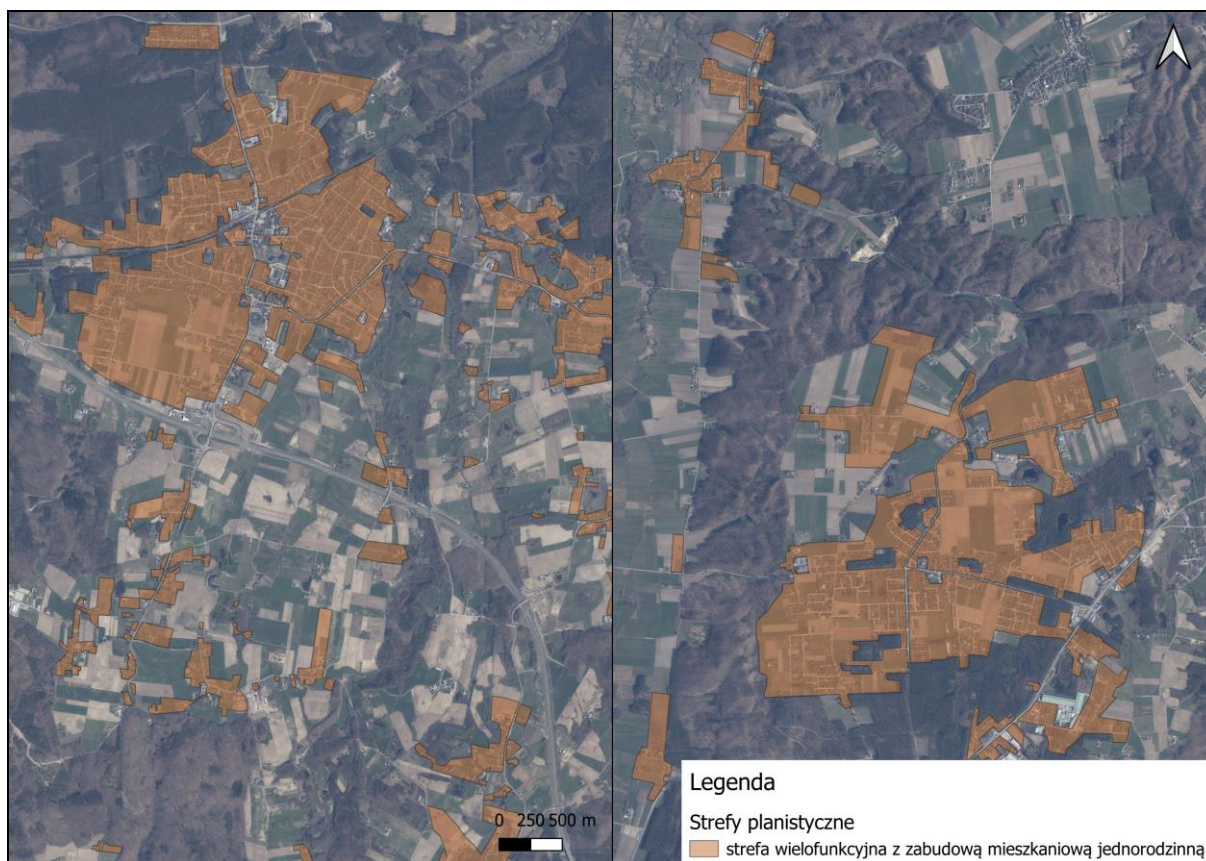 0 250 500 m
Legenda
Strefy planistyczne
strefa wielofunkcyjna z zabudową mieszkaniową jednorodzinną